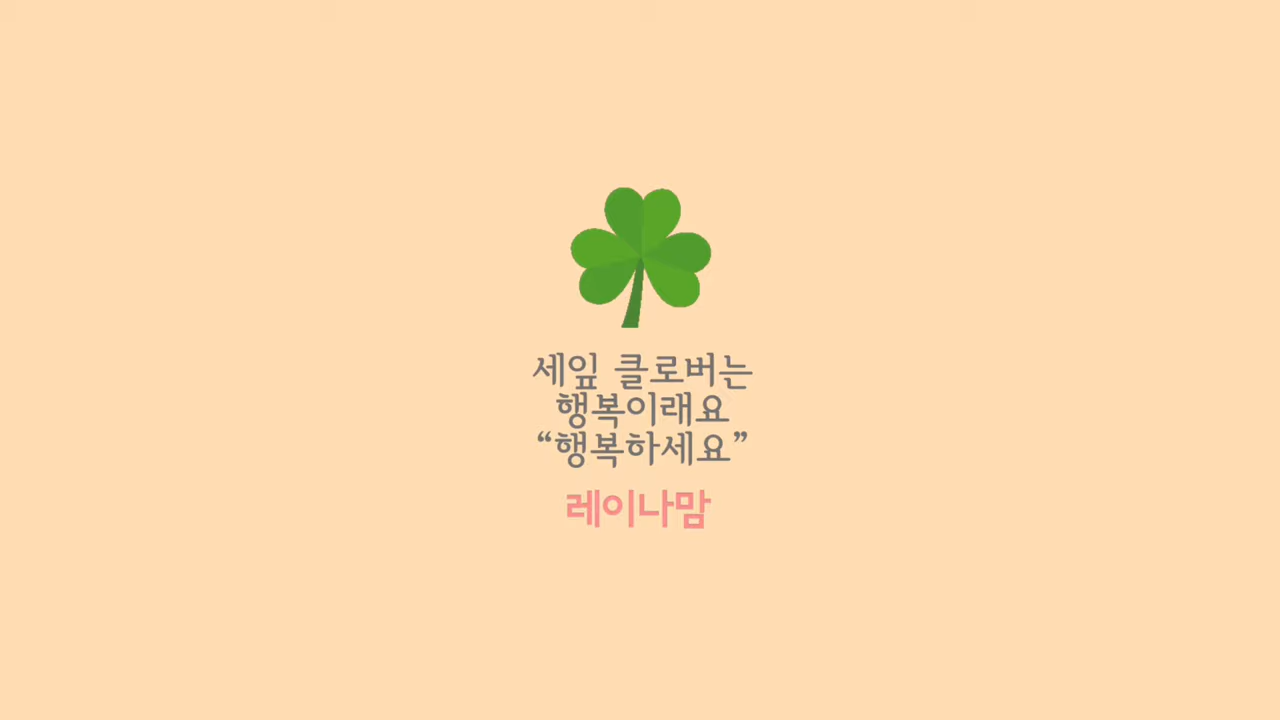 세잎 클로버는
행복이래요
“행복하세요”
레이나맘